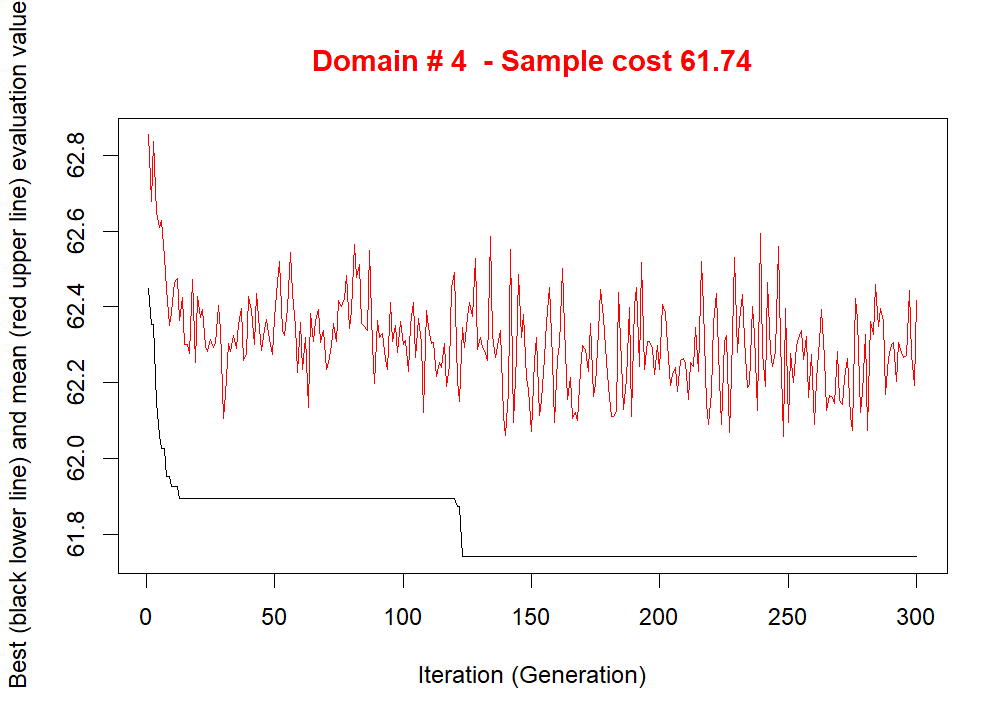 Domain # 4  - Sample cost 61.74
Best (black lower line) and mean (red upper line) evaluation value
62.8
62.6
62.4
62.2
62.0
61.8
0 50 100 150 200 250 300
Iteration (Generation)